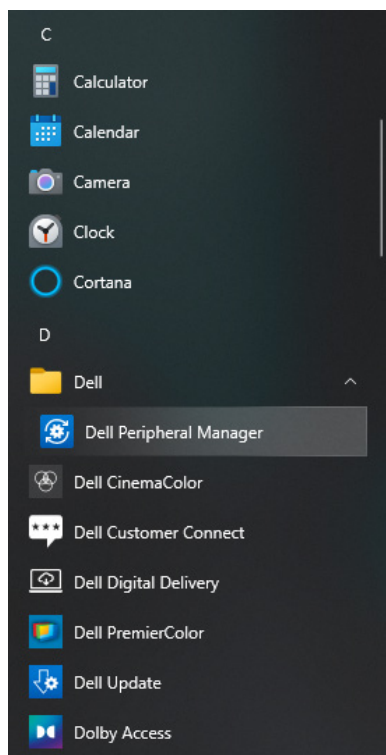 C
Calculator
Calendar
Camera
Clock
Cortana
D
Dell
Dell Peripheral Manager
Dell CinemaColor
Dell Customer Connect
Dell Digital Delivery
Dell PremierColor
Dell Update
Dolby Access